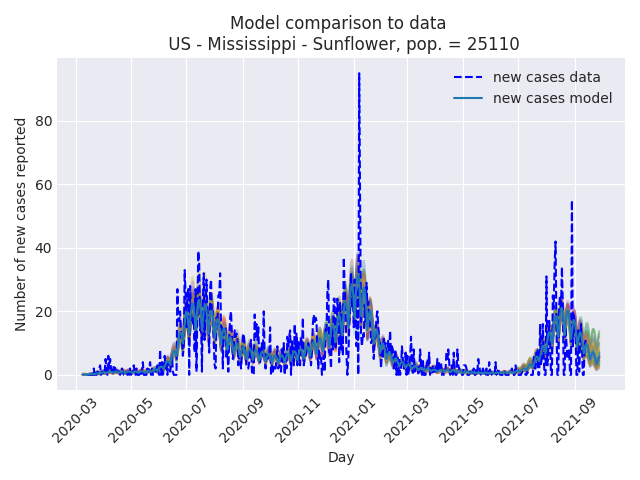 Model comparison to data
US - Mississippi - Sunflower, pop. = 25110
new cases data
new cases model
Number of new cases reported
80
60
40
20
0
2020-03
2020-05
2020-07
2020-09
2020-11
2021-01
2021-03
2021-05
2021-07
2021-09
Day